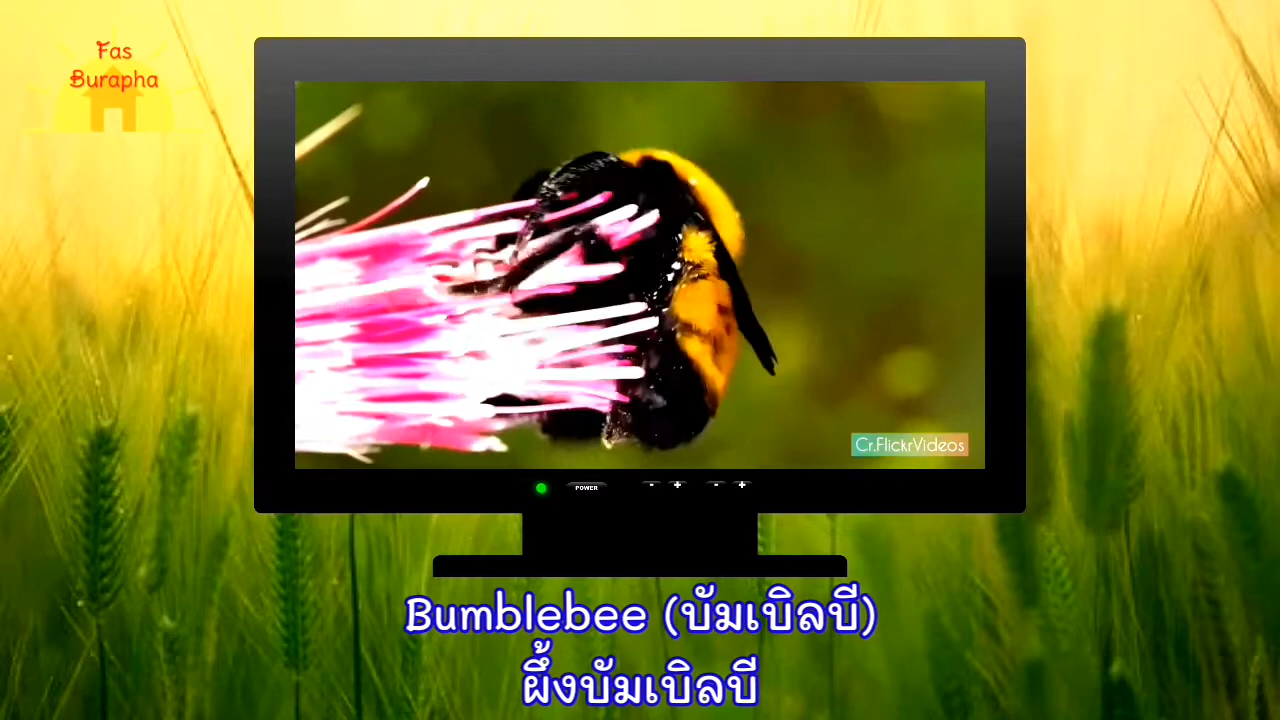 Fas
Burapha
Cr.FlickrVideos
POWER
- + - +
Bumblebee (บัมเบิลบี)
ผึ้งบัมเบิลบี